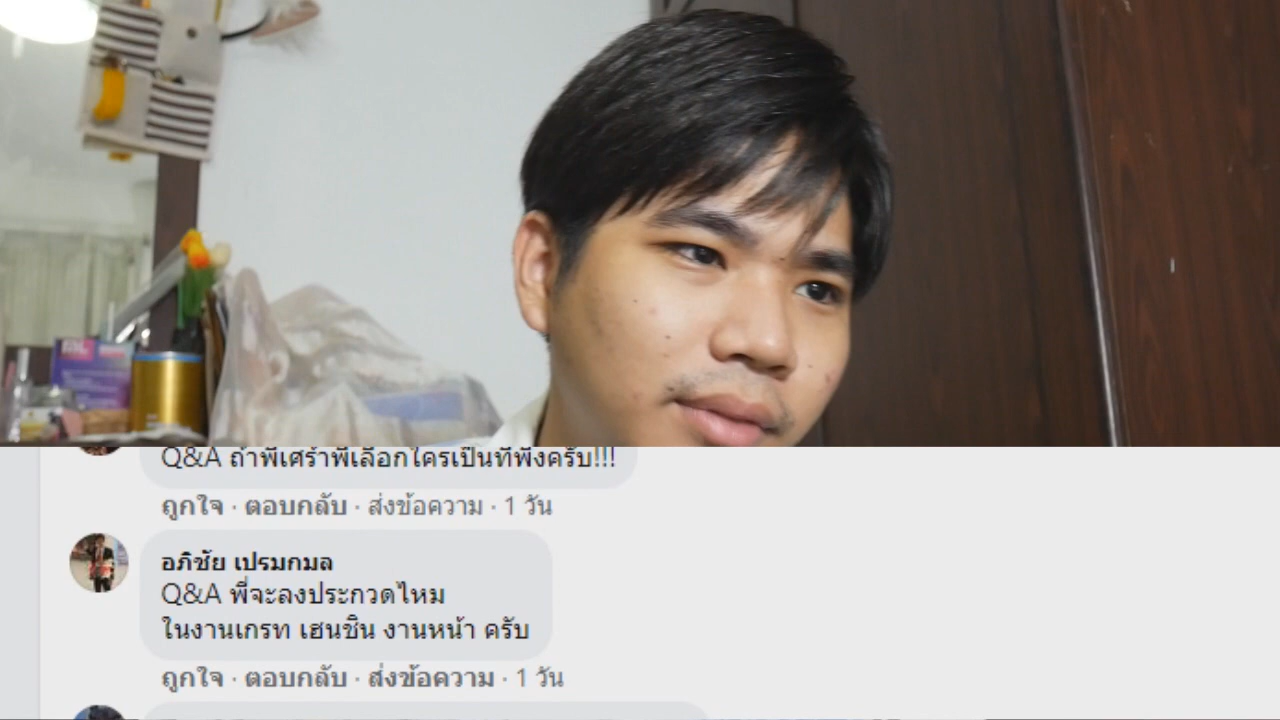 Q&A ถ้าพี่เศร้าพี่เลือกใครเป็นที่พึ่งครับ!!!
ถูกใจ · ตอบกลับ · ส่งข้อความ · 1 วัน
อภิชัย เปรมกมล
Q&A พี่จะลงประกวดไหม
ในงานเกรท เฮนชิน งานหน้า ครับ
ถูกใจ · ตอบกลับ · ส่งข้อความ · 1 วัน